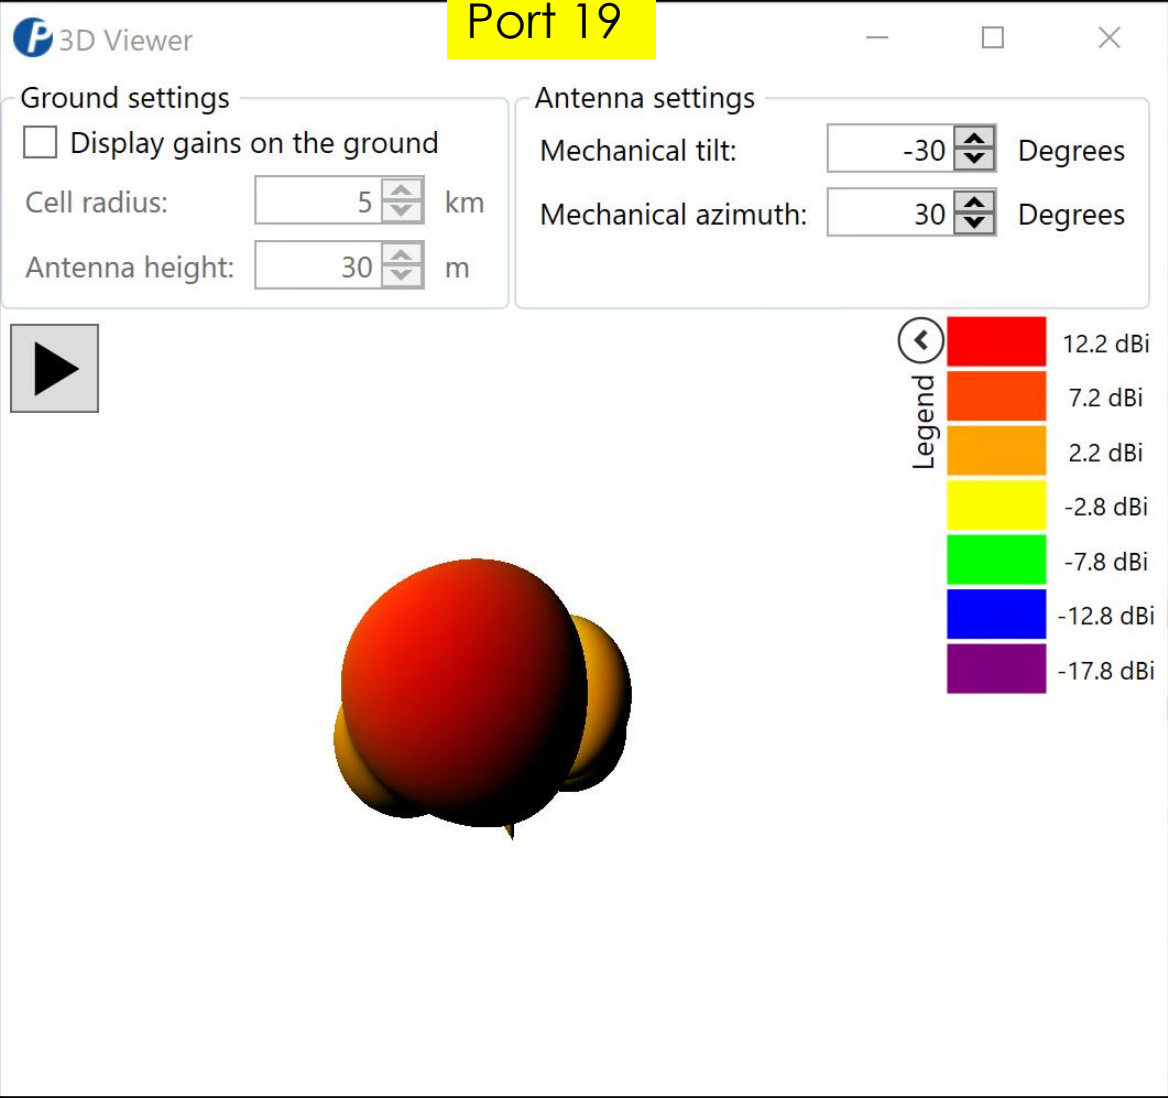 Port 19
3D Viewer
Ground settings
Display gains on the ground
Cell radius: 5 km
Antenna height: 30 m
Antenna settings
Mechanical tilt: -30 Degrees
Mechanical azimuth: 30 Degrees
Legend
12.2 dBi
7.2 dBi
2.2 dBi
-2.8 dBi
-7.8 dBi
-12.8 dBi
-17.8 dBi